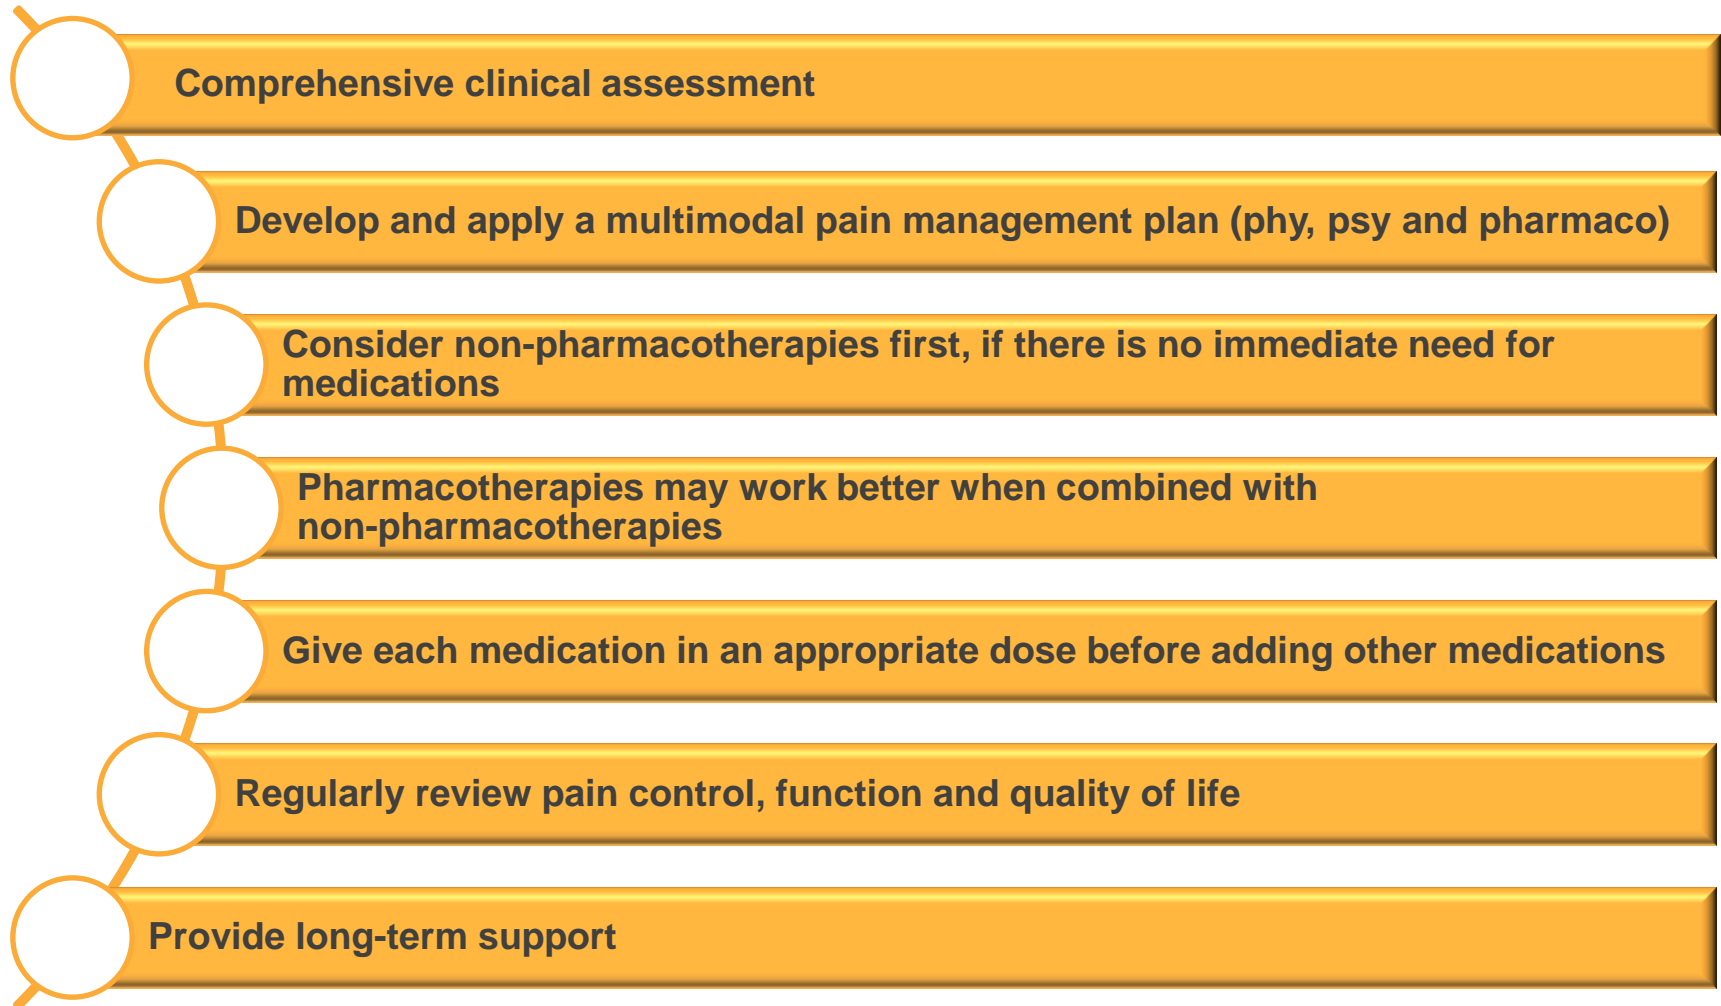 Comprehensive clinical assessment
Develop and apply a multimodal pain management plan (phy, psy and pharmaco)
Consider non-pharmacotherapies first, if there is no immediate need for
medications
Pharmacotherapies may work better when combined with
non-pharmacotherapies
Give each medication in an appropriate dose before adding other medications
Regularly review pain control, function and quality of life
Provide long-term support